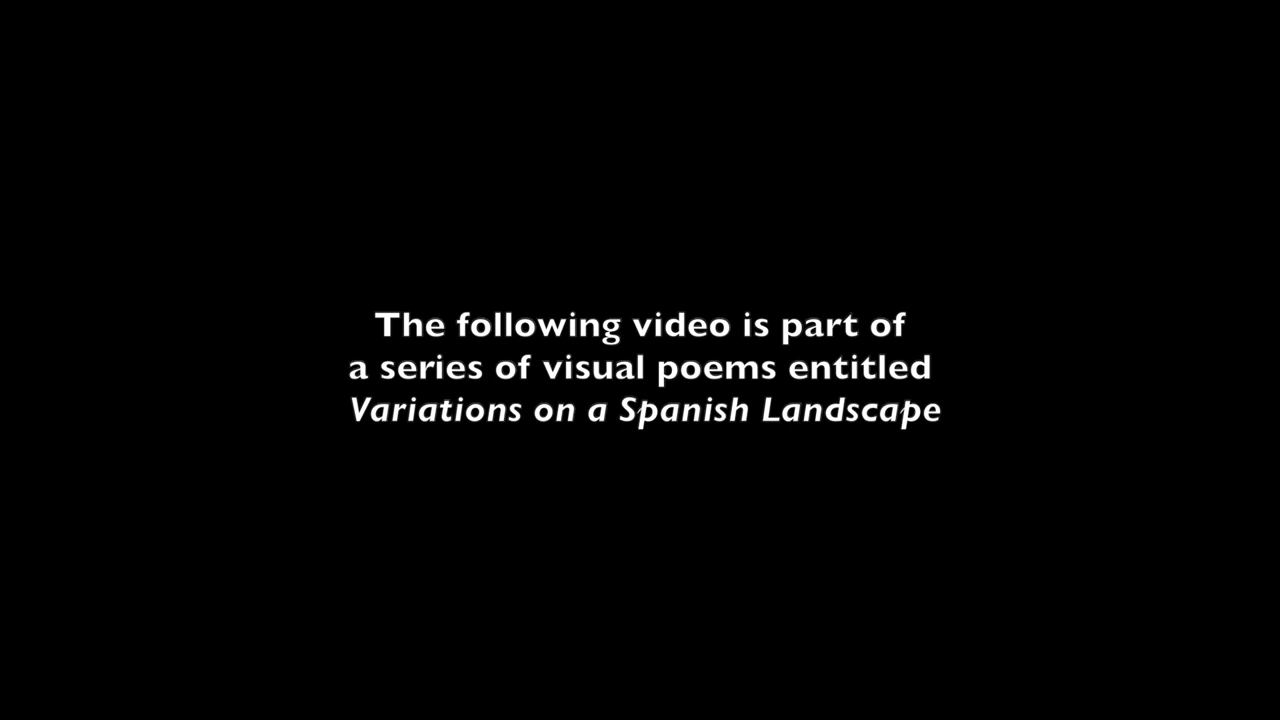 The following video is part of
a series of visual poems entitled
Variations on a Spanish Landscape